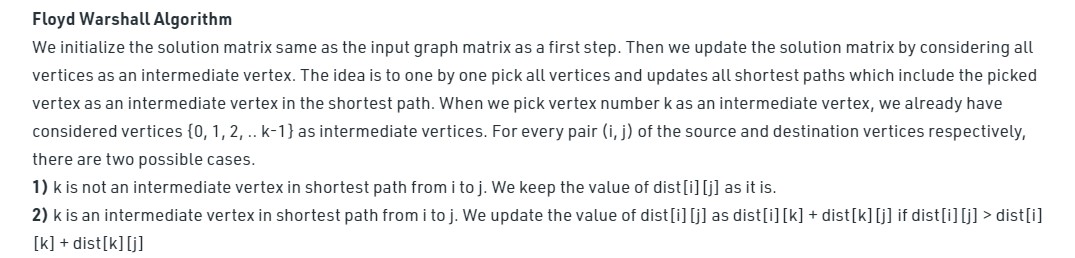 Floyd Warshall Algorithm
We initialize the solution matrix same as the input graph matrix as a first step. Then we update the solution matrix by considering all
vertices as an intermediate vertex. The idea is to one by one pick all vertices and updates all shortest paths which include the picked
vertex as an intermediate vertex in the shortest path. When we pick vertex number k as an intermediate vertex, we already have
considered vertices {0, 1, 2, .. k-1} as intermediate vertices. For every pair (i, j) of the source and destination vertices respectively,
there are two possible cases.
1) k is not an intermediate vertex in shortest path from i to j. We keep the value of dist[i][j] as it is.
2) k is an intermediate vertex in shortest path from i to j. We update the value of dist[i][j] as dist[i][k] + dist[k][j] if dist[i][j] > dist[i]
[k] + dist[k][j]